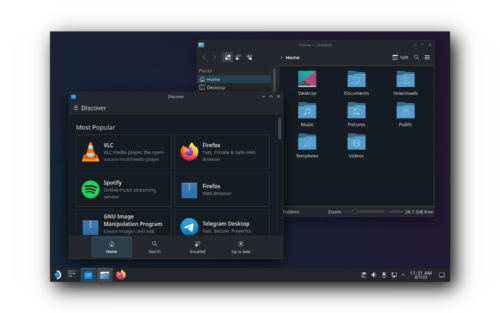 Home — Dolphin
Split
Home
Places
Home
Desktop
Desktop
Documents
Downloads
Music
Pictures
Public
Templates
Videos
Folders
Zoom
28.7 GiB free
Discover
Discover
Most Popular
VLC
VLC media player, the open-
source multimedia player
Firefox
Fast, Private & Safe Web
Browser
Spotify
Online music streaming
service
Firefox
Web Browser
GNU Image
Manipulation Program
Create images and edit
Telegram Desktop
Fast. Secure. Powerful.
Home
Search
Installed
Up to date
11:31 AM